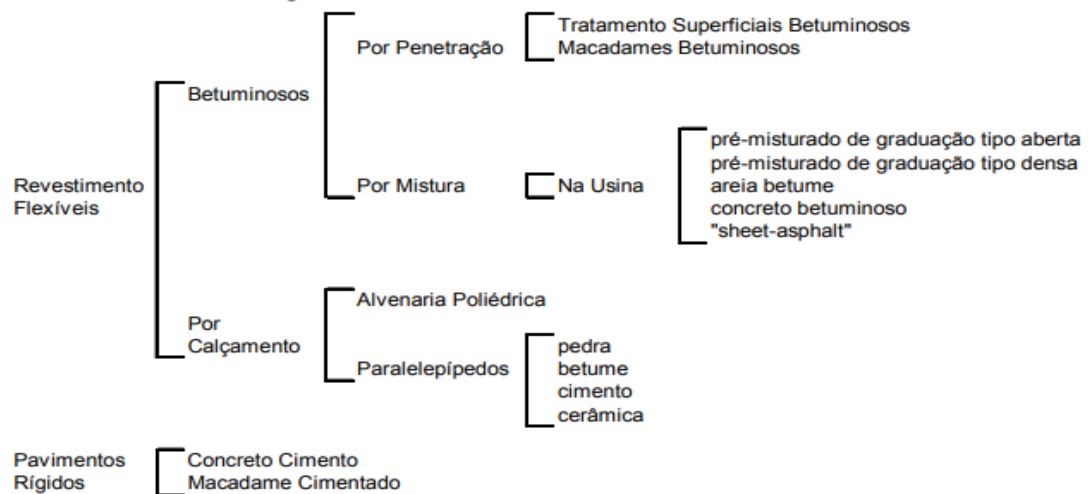 Tratamento Superficiais Betuminosos
Por Penetração
Macadames Betuminosos
Betuminosos
pré-misturado de graduação tipo aberta
pré-misturado de graduação tipo densa
Revestimento
Flexíveis
Por Mistura
Na Usina
areia betume
concreto betuminoso
"sheet-asphalt"
Alvenaria Poliédrica
Por
Calçamento
pedra
Paralelepípedos
betume
cimento
cerâmica
Pavimentos
Rígidos
Concreto Cimento
Macadame Cimentado